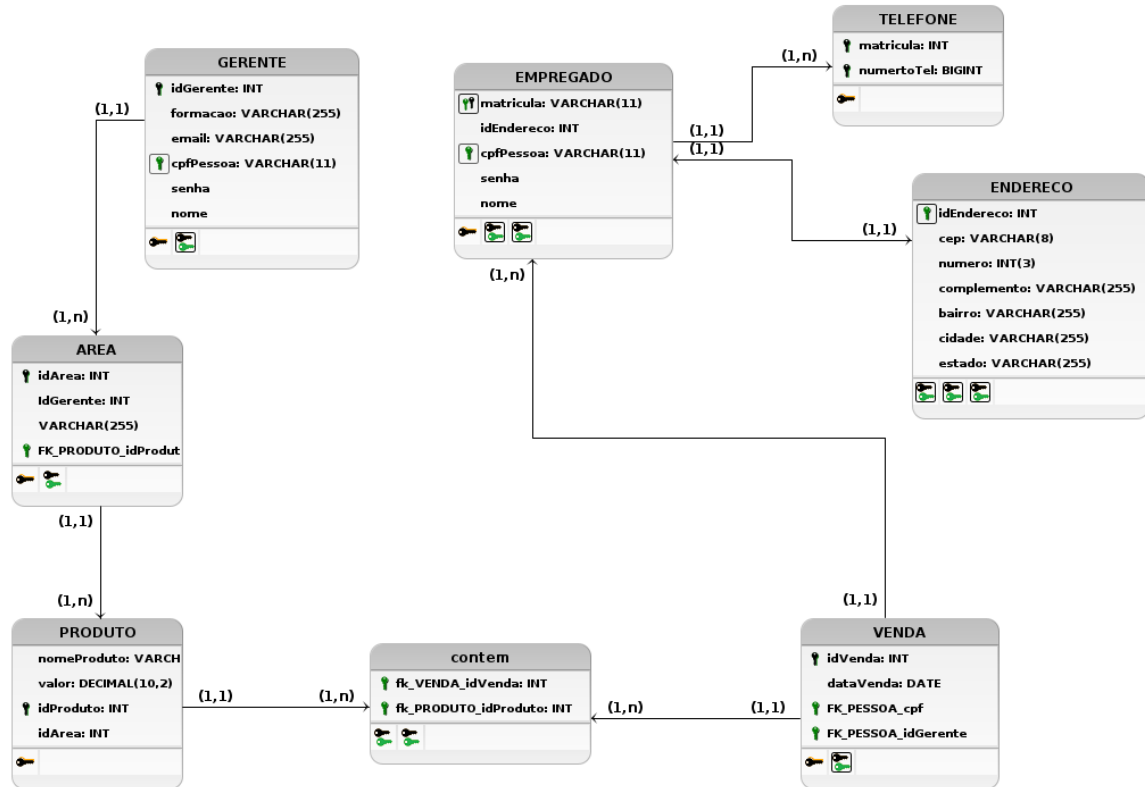 TELEFONE
matricula: INT
numertoTel: BIGINT
GERENTE
idGerente: INT
formacao: VARCHAR(255)
email: VARCHAR(255)
cpfPessoa: VARCHAR(11)
senha
nome
EMPREGADO
matricula: VARCHAR(11)
idEndereco: INT
cpfPessoa: VARCHAR(11)
senha
nome
(1,n)
(1,1)
(1,1)
(1,1)
ENDERECO
idEndereco: INT
cep: VARCHAR(8)
numero: INT(3)
complemento: VARCHAR(255)
bairro: VARCHAR(255)
cidade: VARCHAR(255)
estado: VARCHAR(255)
(1,1)
(1,n)
(1,n)
AREA
idArea: INT
IdGerente: INT
VARCHAR(255)
FK_PRODUTO_idProdut
(1,1)
(1,n)
(1,1)
PRODUTO
nomeProduto: VARCH
valor: DECIMAL(10,2)
idProduto: INT
idArea: INT
(1,1)
(1,n)
contem
fk_VENDA_idVenda: INT
fk_PRODUTO_idProduto: INT
(1,n)
(1,1)
VENDA
idVenda: INT
dataVenda: DATE
FK_PESSOA_cpf
FK_PESSOA_idGerente